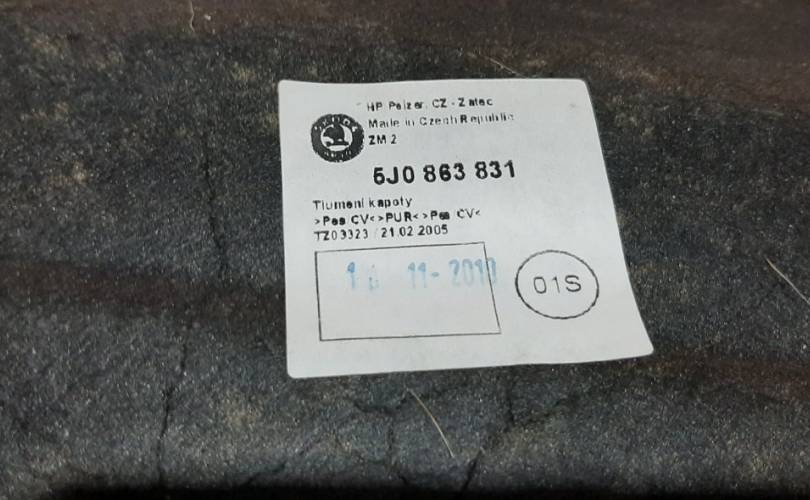 HP Pelzer, CZ - Zatec
Made in Czech Republic
ZM 2
5J0 863 831
Tlumeni kapoty
>Pes CV<>PUR<>Pes CV<
TZ03323 / 21.02.2005
11-2010
01S